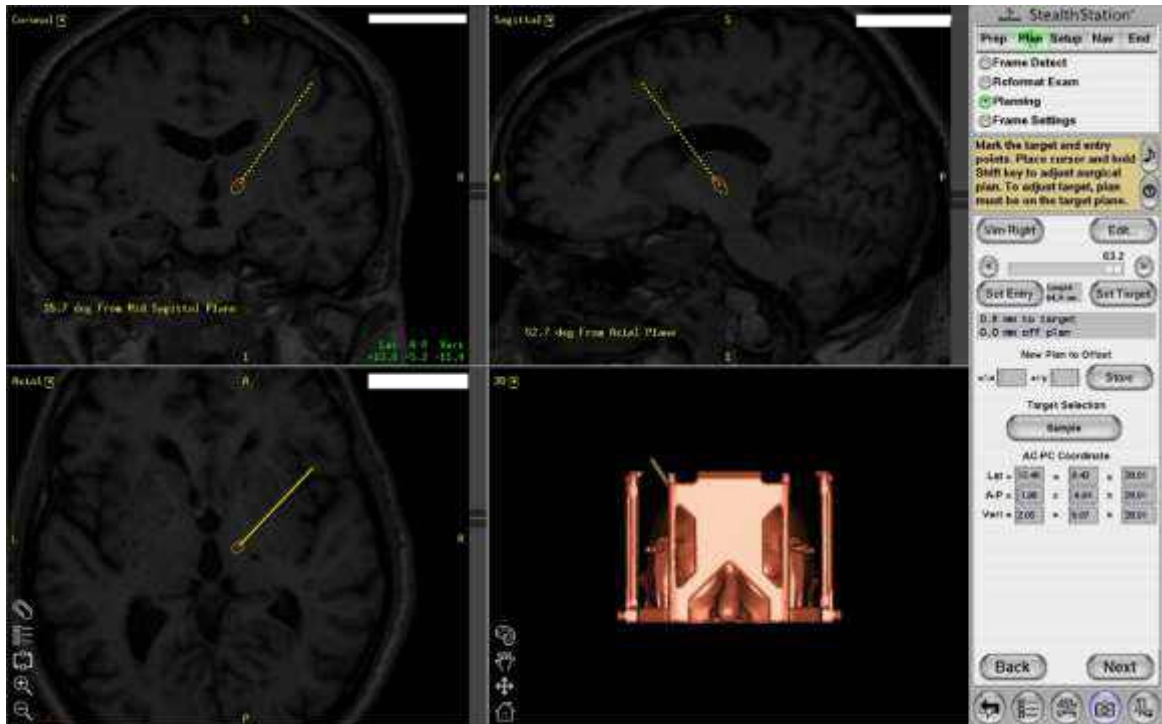 Coronal
S
L
R
I
35.7 deg from Mid Sagittal Plane
Lat A-P Vert
Sagittal
S
A
P
I
52.7 deg from Axial Plane
Axial
A
L
R
P
3D
StealthStation
Prep Plan Setup Nav End
Frame Detect
Reformat Exam
Planning
Frame Settings
Mark the target and entry
points. Place cursor and hold
Shift key to adjust surgical
plan. To adjust target, plan
must be on the target plane.
Vim Right Edit...
63.2
Set Entry Length Set Target
mm to target
0.0 mm off plan
New Plan to Offset
Store
Target Selection
Sample
AC-PC Coordinate
Lat =
A-P =
Vert =
Back Next